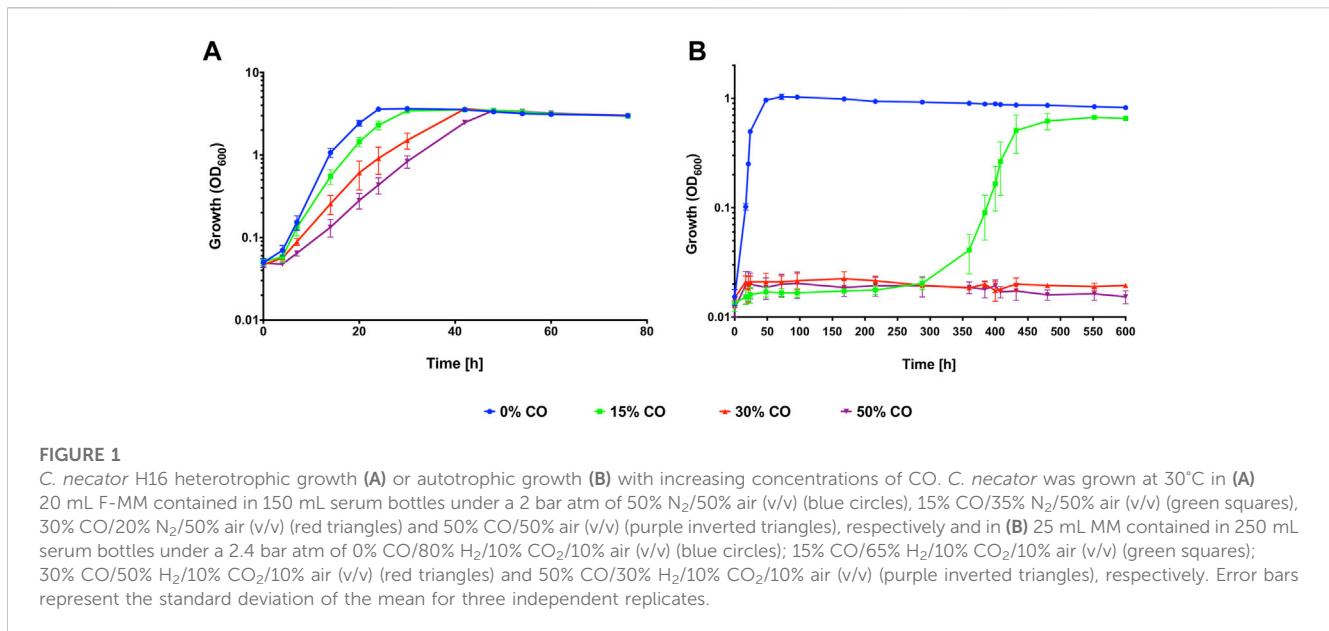 A
B
10
1
0.1
0.01
Growth (OD600)
0
20
40
60
80
Time [h]
1
0.1
0.01
Growth (OD600)
0
50
100
150
200
250
300
350
400
450
500
550
600
Time [h]
0% CO
15% CO
30% CO
50% CO
FIGURE 1
C. necator H16 heterotrophic growth (A) or autotrophic growth (B) with increasing concentrations of CO. C. necator was grown at 30°C in (A)
20 mL F-MM contained in 150 mL serum bottles under a 2 bar atm of 50% N₂/50% air (v/v) (blue circles), 15% CO/35% N₂/50% air (v/v) (green squares),
30% CO/20% N₂/50% air (v/v) (red triangles) and 50% CO/50% air (v/v) (purple inverted triangles), respectively and in (B) 25 mL MM contained in 250 mL
serum bottles under a 2.4 bar atm of 0% CO/80% H₂/10% CO₂/10% air (v/v) (blue circles); 15% CO/65% H₂/10% CO₂/10% air (v/v) (green squares);
30% CO/50% H₂/10% CO₂/10% air (v/v) (red triangles) and 50% CO/30% H₂/10% CO₂/10% air (v/v) (purple inverted triangles), respectively. Error bars
represent the standard deviation of the mean for three independent replicates.